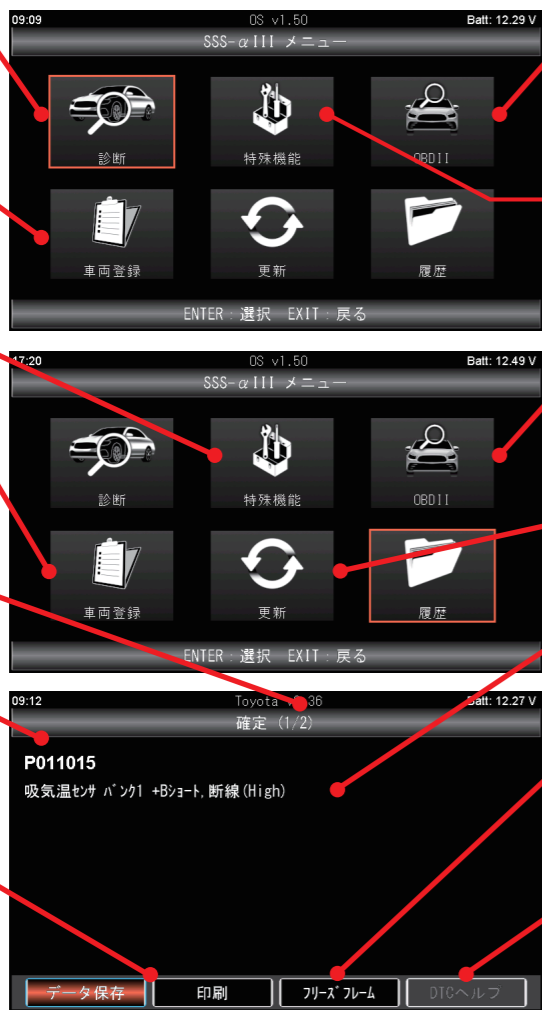 09:09 OS v1.50 Batt: 12.29 V
SSS-αIII メニュー
診断 特殊機能 OBDII
車両登録 更新 履歴
ENTER：選択 EXIT：戻る
17:20 OS v1.50 Batt: 12.49 V
SSS-αIII メニュー
診断 特殊機能 OBDII
車両登録 更新 履歴
ENTER：選択 EXIT：戻る
09:12 Toyota Batt: 12.27 V
確定 (1/2)
P011015
吸気温ｾﾝｻ ﾊﾞﾝｸ1 +Bｼｮｰﾄ,断線(High)
データ保存 印刷 ﾌﾘｰｽﾞﾌﾚｰﾑ DTCヘルプ